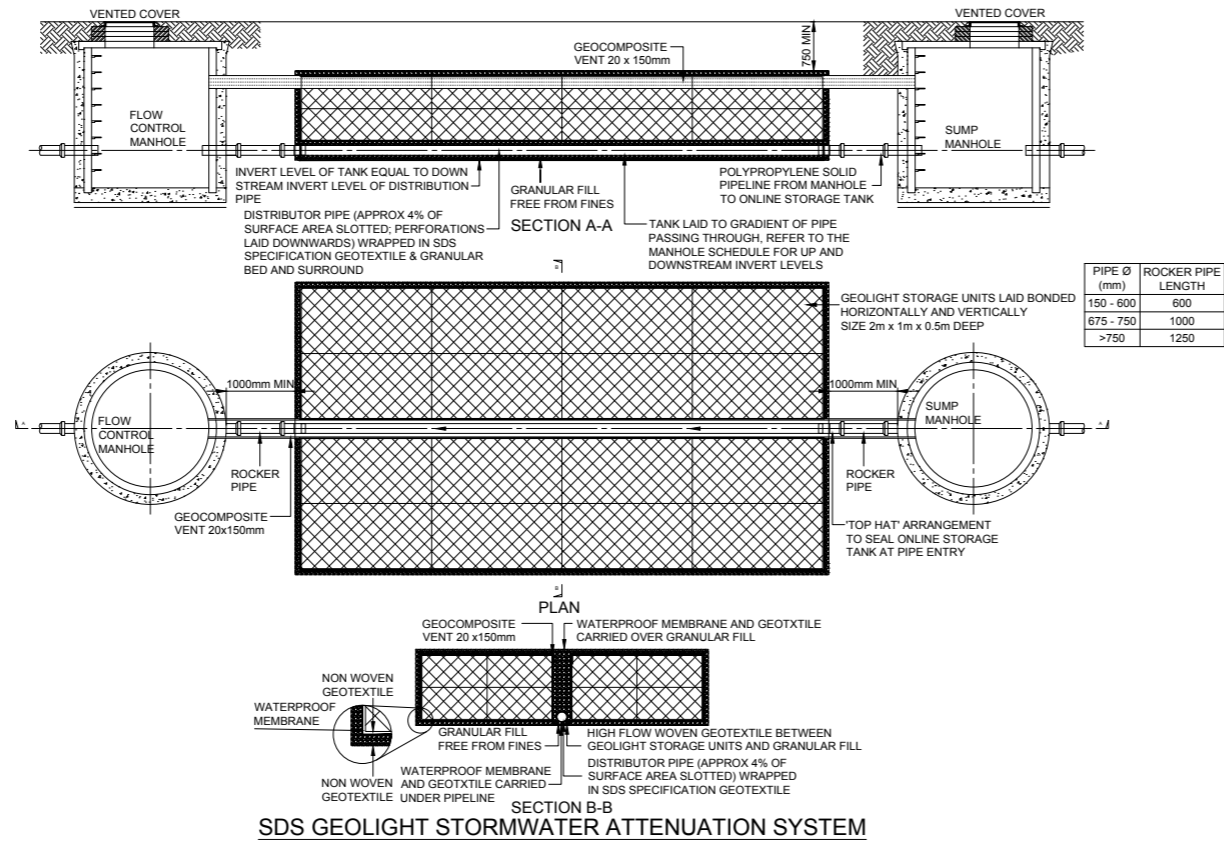 VENTED COVER
VENTED COVER
750 MIN
GEOCOMPOSITE
VENT 20 x 150mm
FLOW
CONTROL
MANHOLE
SUMP
MANHOLE
INVERT LEVEL OF TANK EQUAL TO DOWN
STREAM INVERT LEVEL OF DISTRIBUTION
PIPE
GRANULAR FILL
FREE FROM FINES
POLYPROPYLENE SOLID
PIPELINE FROM MANHOLE
TO ONLINE STORAGE TANK
DISTRIBUTOR PIPE (APPROX 4% OF
SURFACE AREA SLOTTED; PERFORATIONS
LAID DOWNWARDS) WRAPPED IN SDS
SPECIFICATION GEOTEXTILE & GRANULAR
BED AND SURROUND
SECTION A-A
TANK LAID TO GRADIENT OF PIPE
PASSING THROUGH, REFER TO THE
MANHOLE SCHEDULE FOR UP AND
DOWNSTREAM INVERT LEVELS
PIPE Ø
(mm)
ROCKER PIPE
LENGTH
150 - 600
600
675 - 750
1000
>750
1250
GEOLIGHT STORAGE UNITS LAID BONDED
HORIZONTALLY AND VERTICALLY
SIZE 2m x 1m x 0.5m DEEP
1000mm MIN
1000mm MIN
FLOW
CONTROL
MANHOLE
SUMP
MANHOLE
ROCKER
PIPE
ROCKER
PIPE
GEOCOMPOSITE
VENT 20x150mm
'TOP HAT' ARRANGEMENT
TO SEAL ONLINE STORAGE
TANK AT PIPE ENTRY
PLAN
GEOCOMPOSITE
VENT 20 x150mm
WATERPROOF MEMBRANE AND GEOTXTILE
CARRIED OVER GRANULAR FILL
NON WOVEN
GEOTEXTILE
WATERPROOF
MEMBRANE
GRANULAR FILL
FREE FROM FINES
HIGH FLOW WOVEN GEOTEXTILE BETWEEN
GEOLIGHT STORAGE UNITS AND GRANULAR FILL
NON WOVEN
GEOTEXTILE
WATERPROOF MEMBRANE
AND GEOTXTILE CARRIED
UNDER PIPELINE
DISTRIBUTOR PIPE (APPROX 4% OF
SURFACE AREA SLOTTED) WRAPPED
IN SDS SPECIFICATION GEOTEXTILE
SECTION B-B
SDS GEOLIGHT STORMWATER ATTENUATION SYSTEM